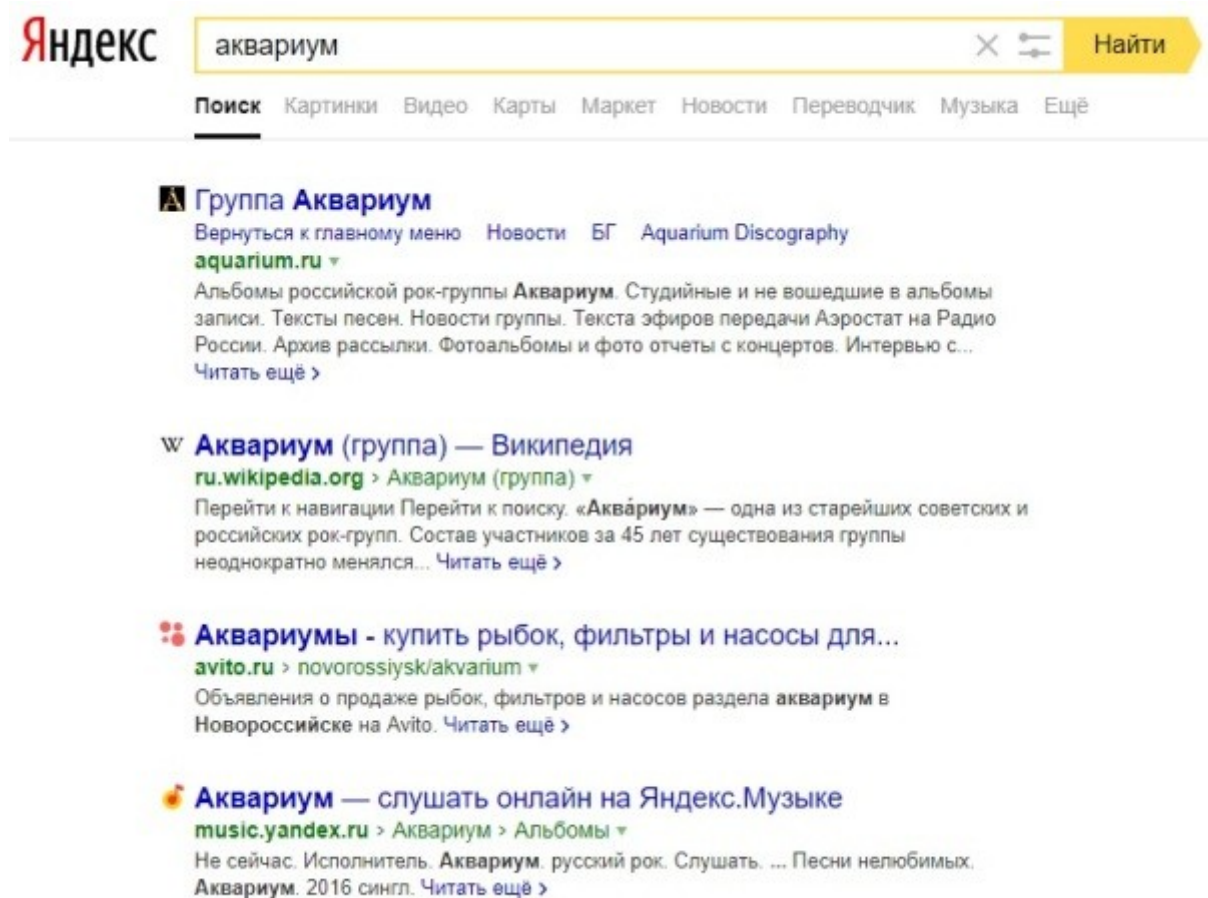 Яндекс
аквариум
Найти
Поиск Картинки Видео Карты Маркет Новости Переводчик Музыка Ещё
Группа Аквариум
Вернуться к главному меню Новости БГ Aquarium Discography
aquarium.ru
Альбомы российской рок-группы Аквариум. Студийные и не вошедшие в альбомы
записи. Тексты песен. Новости группы. Текста эфиров передачи Аэростат на Радио
России. Архив рассылки. Фотоальбомы и фото отчеты с концертов. Интервью с...
Читать ещё ›
W Аквариум (группа) — Википедия
ru.wikipedia.org › Аквариум (группа)
Перейти к навигации Перейти к поиску. «Аква́риум» — одна из старейших советских и
российских рок-групп. Состав участников за 45 лет существования группы
неоднократно менялся... Читать ещё ›
Аквариумы - купить рыбок, фильтры и насосы для...
avito.ru › novorossiysk/akvarium
Объявления о продаже рыбок, фильтров и насосов раздела аквариум в
Новороссийске на Avito. Читать ещё ›
Аквариум — слушать онлайн на Яндекс.Музыке
music.yandex.ru › Аквариум › Альбомы
Не сейчас. Исполнитель. Аквариум. русский рок. Слушать. ... Песни нелюбимых.
Аквариум. 2016 сингл. Читать ещё ›